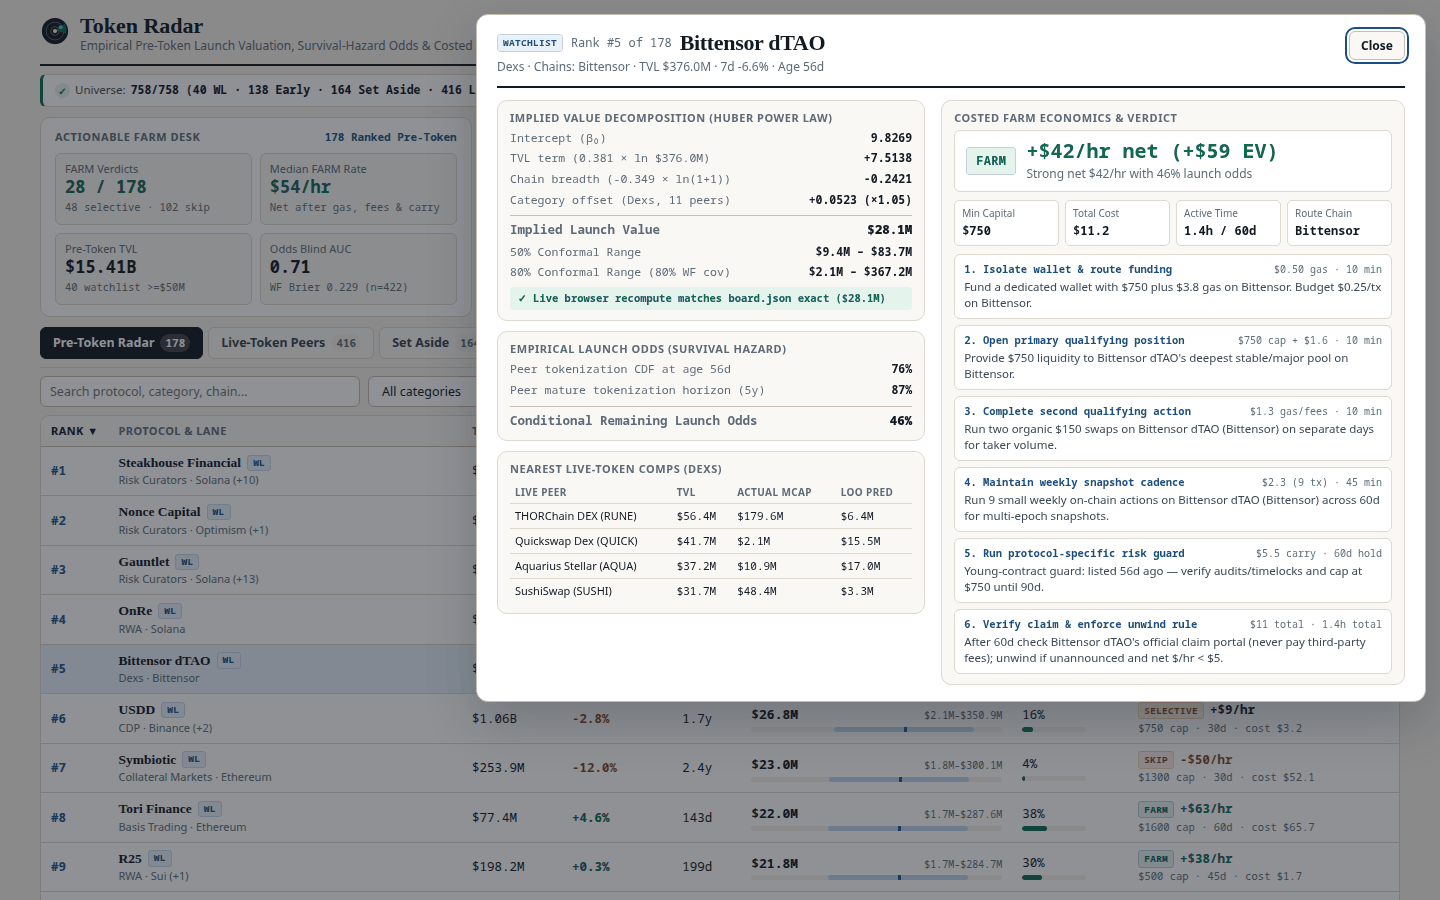 Token Radar
Empirical Pre-Token Launch Valuation, Survival-Hazard Odds & Costed
✓ Universe: 758/758 (40 WL · 138 Early · 164 Set Aside · 416 L
ACTIONABLE FARM DESK 178 Ranked Pre-Token
FARM Verdicts
28 / 178
48 selective · 102 skip
Median FARM Rate
$54/hr
Net after gas, fees & carry
Pre-Token TVL
$15.41B
40 watchlist >=$50M
Odds Blind AUC
0.71
WF Brier 0.229 (n=422)
Pre-Token Radar 178 Live-Token Peers 416 Set Aside 164
Search protocol, category, chain... All categories
RANK ▼ PROTOCOL & LANE
#1 Steakhouse Financial WL
Risk Curators · Solana (+10)
#2 Nonce Capital WL
Risk Curators · Optimism (+1)
#3 Gauntlet WL
Risk Curators · Solana (+13)
#4 OnRe WL
RWA · Solana
#5 Bittensor dTAO WL
Dexs · Bittensor
#6 USDD WL $1.06B -2.8% 1.7y $26.8M $2.1M–$350.9M 16% SELECTIVE +$9/hr
CDP · Binance (+2) $750 cap · 30d · cost $3.2
#7 Symbiotic WL $253.9M -12.0% 2.4y $23.0M $1.8M–$300.1M 4% SKIP -$50/hr
Collateral Markets · Ethereum $1300 cap · 30d · cost $52.1
#8 Tori Finance WL $77.4M +4.6% 143d $22.0M $1.7M–$287.6M 38% FARM +$63/hr
Basis Trading · Ethereum $1600 cap · 60d · cost $65.7
#9 R25 WL $198.2M +0.3% 199d $21.8M $1.7M–$284.7M 30% FARM +$38/hr
RWA · Sui (+1) $500 cap · 45d · cost $1.7
WATCHLIST Rank #5 of 178 Bittensor dTAO
Dexs · Chains: Bittensor · TVL $376.0M · 7d -6.6% · Age 56d
Close
IMPLIED VALUE DECOMPOSITION (HUBER POWER LAW)
Intercept (β₀) 9.8269
TVL term (0.381 × ln $376.0M) +7.5138
Chain breadth (-0.349 × ln(1+1)) -0.2421
Category offset (Dexs, 11 peers) +0.0523 (×1.05)
Implied Launch Value $28.1M
50% Conformal Range $9.4M – $83.7M
80% Conformal Range (80% WF cov) $2.1M – $367.2M
✓ Live browser recompute matches board.json exact ($28.1M)
EMPIRICAL LAUNCH ODDS (SURVIVAL HAZARD)
Peer tokenization CDF at age 56d 76%
Peer mature tokenization horizon (5y) 87%
Conditional Remaining Launch Odds 46%
NEAREST LIVE-TOKEN COMPS (DEXS)
LIVE PEER TVL ACTUAL MCAP LOO PRED
THORChain DEX (RUNE) $56.4M $179.6M $6.4M
Quickswap Dex (QUICK) $41.7M $2.1M $15.5M
Aquarius Stellar (AQUA) $37.2M $10.9M $17.0M
SushiSwap (SUSHI) $31.7M $48.4M $3.3M
COSTED FARM ECONOMICS & VERDICT
FARM +$42/hr net (+$59 EV)
Strong net $42/hr with 46% launch odds
Min Capital
$750
Total Cost
$11.2
Active Time
1.4h / 60d
Route Chain
Bittensor
1. Isolate wallet & route funding $0.50 gas · 10 min
Fund a dedicated wallet with $750 plus $3.8 gas on Bittensor. Budget $0.25/tx
on Bittensor.
2. Open primary qualifying position $750 cap + $1.6 · 10 min
Provide $750 liquidity to Bittensor dTAO's deepest stable/major pool on
Bittensor.
3. Complete second qualifying action $1.3 gas/fees · 10 min
Run two organic $150 swaps on Bittensor dTAO (Bittensor) on separate days
for taker volume.
4. Maintain weekly snapshot cadence $2.3 (9 tx) · 45 min
Run 9 small weekly on-chain actions on Bittensor dTAO (Bittensor) across 60d
for multi-epoch snapshots.
5. Run protocol-specific risk guard $5.5 carry · 60d hold
Young-contract guard: listed 56d ago — verify audits/timelocks and cap at
$750 until 90d.
6. Verify claim & enforce unwind rule $11 total · 1.4h total
After 60d check Bittensor dTAO's official claim portal (never pay third-party
fees); unwind if unannounced and net $/hr < $5.